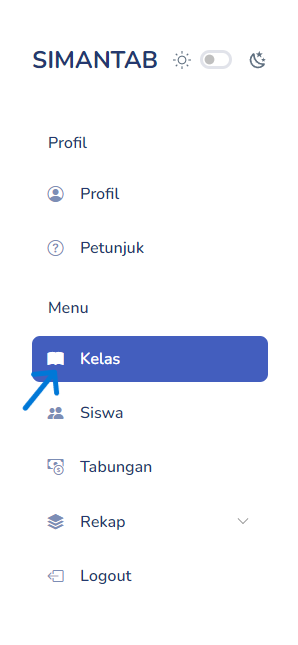 SIMANTAB
Profil
Profil
Petunjuk
Menu
Kelas
Siswa
Tabungan
Rekap
Logout